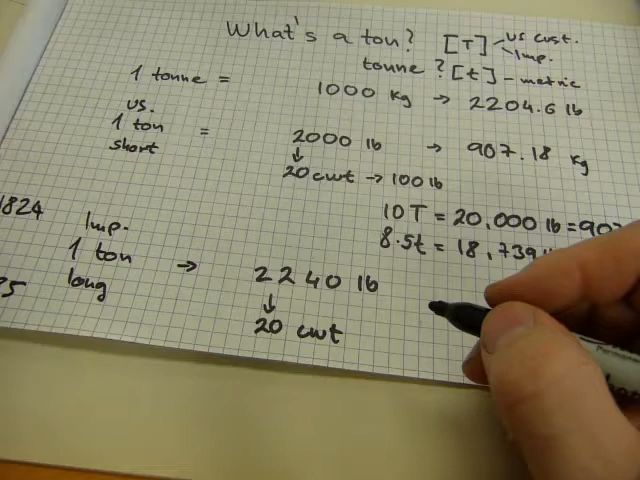 What's a ton? [T] US cust.
Imp.
tonne? [t] - metric
1 tonne = 1000 kg → 2204.6 lb
US.
1 ton = 2000 lb → 907.18 kg
short
↓
20 cwt → 100 lb
10T = 20,000 lb = 907
8.5t = 18,739
1824
Imp.
1 ton → 2240 lb
long
↓
20 cwt